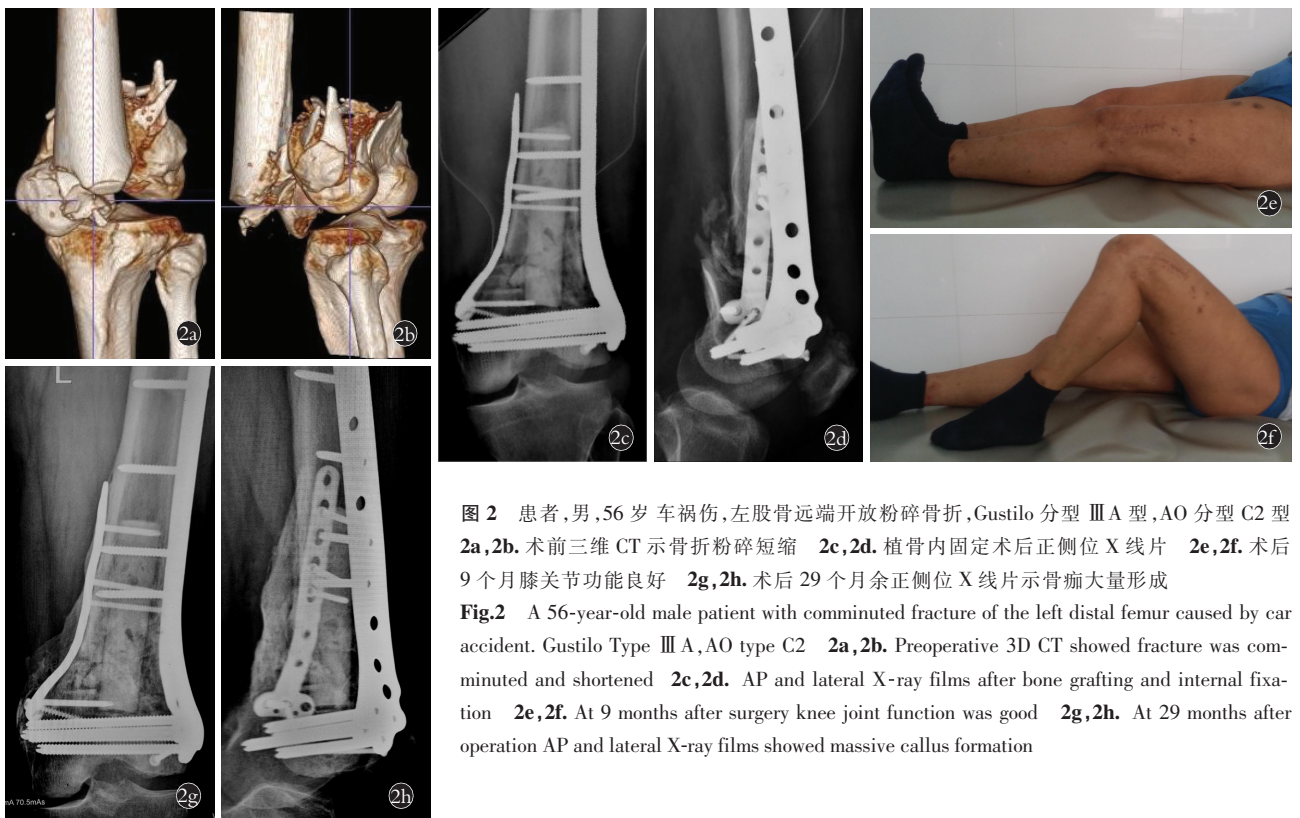 2a
2b
2c
2d
2e
2f
L
mA 70.5mAs
2g
2h
图 2 患者,男,56 岁 车祸伤,左股骨远端开放粉碎骨折,Gustilo 分型 ⅢA 型,AO 分型 C2 型
2a,2b. 术前三维 CT 示骨折粉碎短缩 2c,2d. 植骨内固定术后正侧位 X 线片 2e,2f. 术后
9 个月膝关节功能良好 2g,2h. 术后 29 个月余正侧位 X 线片示骨痂大量形成
Fig.2 A 56-year-old male patient with comminuted fracture of the left distal femur caused by car
accident. Gustilo Type ⅢA,AO type C2 2a,2b. Preoperative 3D CT showed fracture was com-
minuted and shortened 2c,2d. AP and lateral X-ray films after bone grafting and internal fixa-
tion 2e,2f. At 9 months after surgery knee joint function was good 2g,2h. At 29 months after
operation AP and lateral X-ray films showed massive callus formation